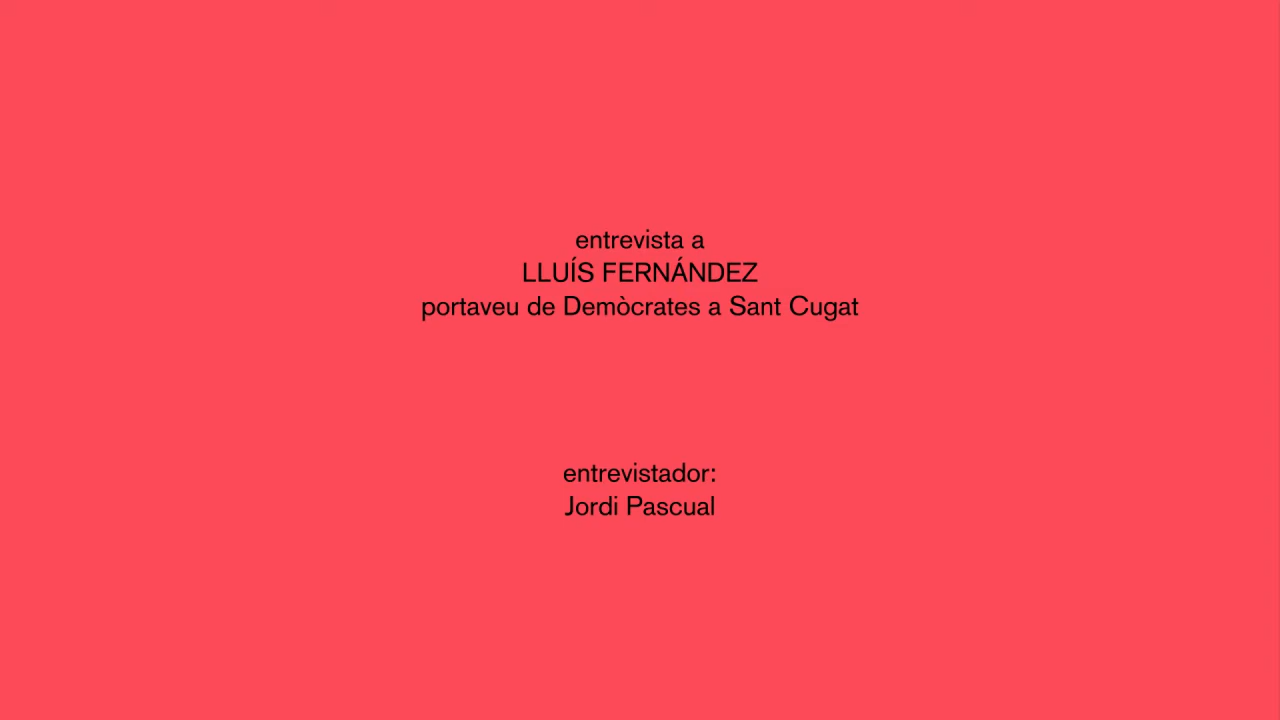 entrevista a
LLUÍS FERNÁNDEZ
portaveu de Demòcrates a Sant Cugat
entrevistador:
Jordi Pascual